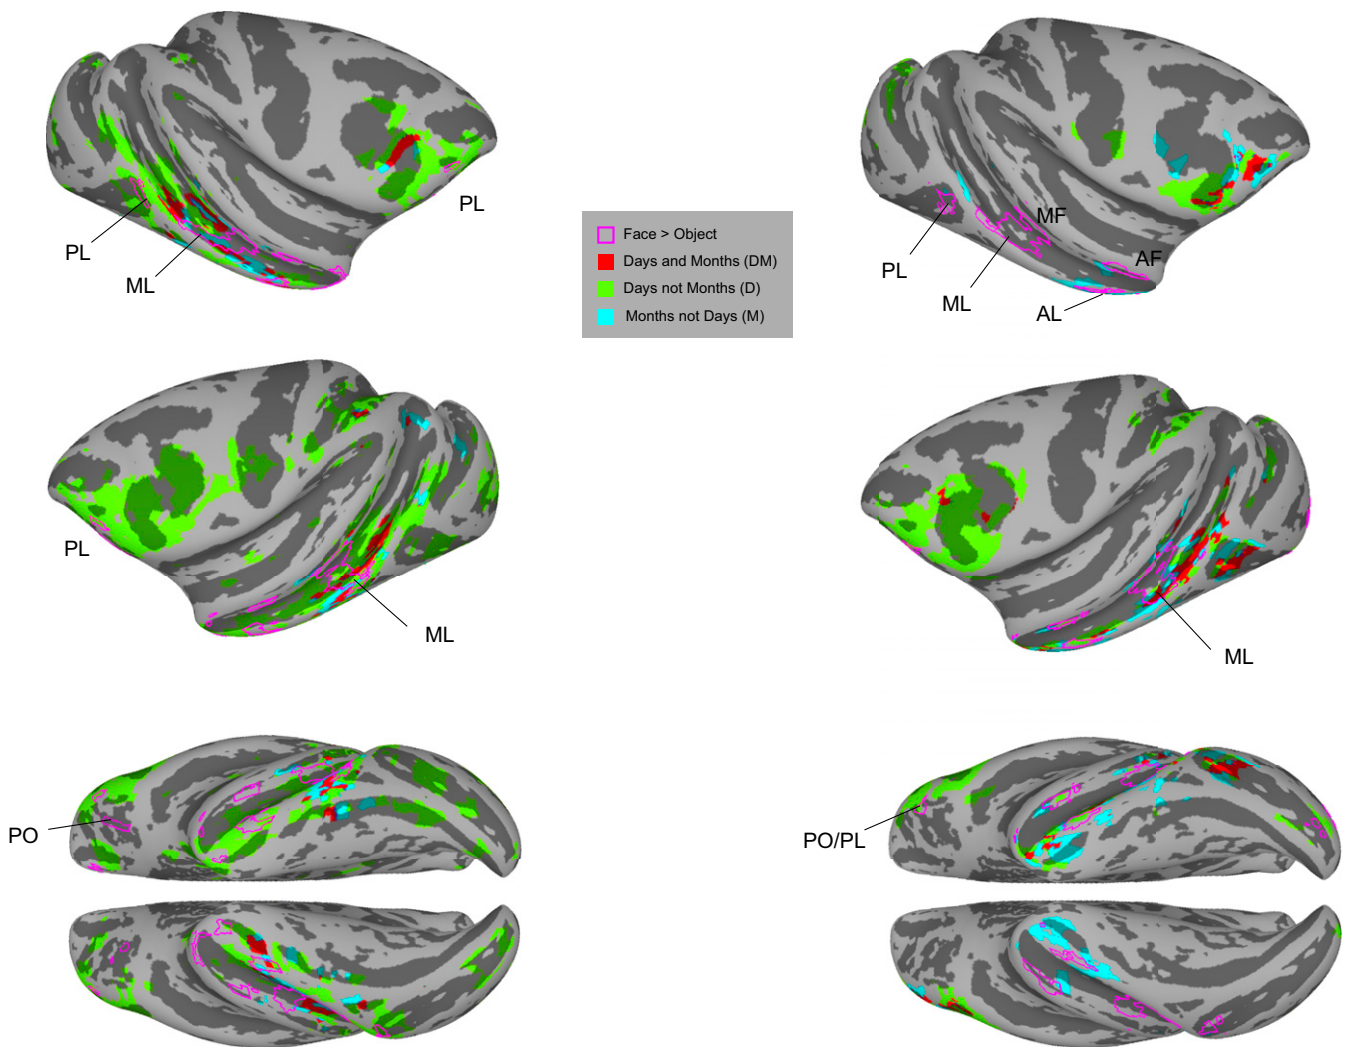 PL
PL
ML
Face > Object
Days and Months (DM)
Days not Months (D)
Months not Days (M)
MF
AF
PL
ML
AL
PL
ML
ML
PO
PO/PL